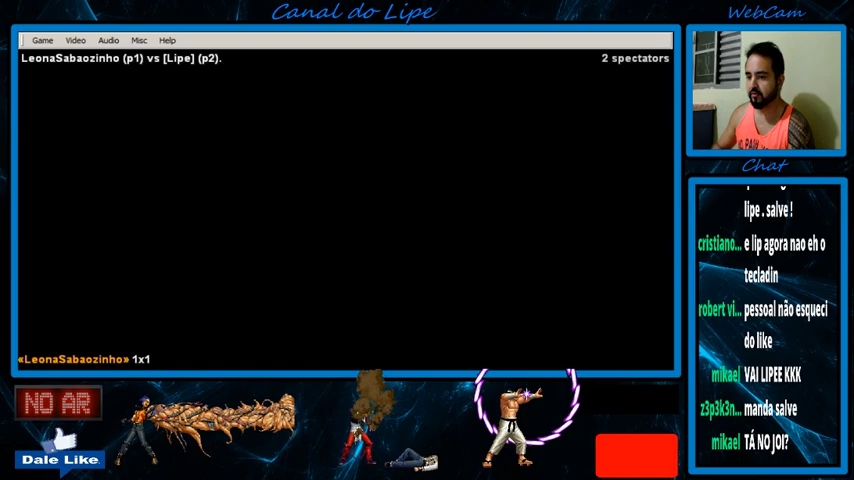 Canal do Lipe
WebCam
Game Video Audio Misc Help
LeonaSabaozinho (p1) vs [Lipe] (p2).
2 spectators
Chat
lipe . salve !
cristiano... e lip agora nao eh o
tecladin
robert vi... pessoal não esqueci
do like
mikael VAI LIPEE KKK
z3p3k3n... manda salve
mikael TÁ NO JOI?
«LeonaSabaozinho» 1x1
NO AR
Dale Like.